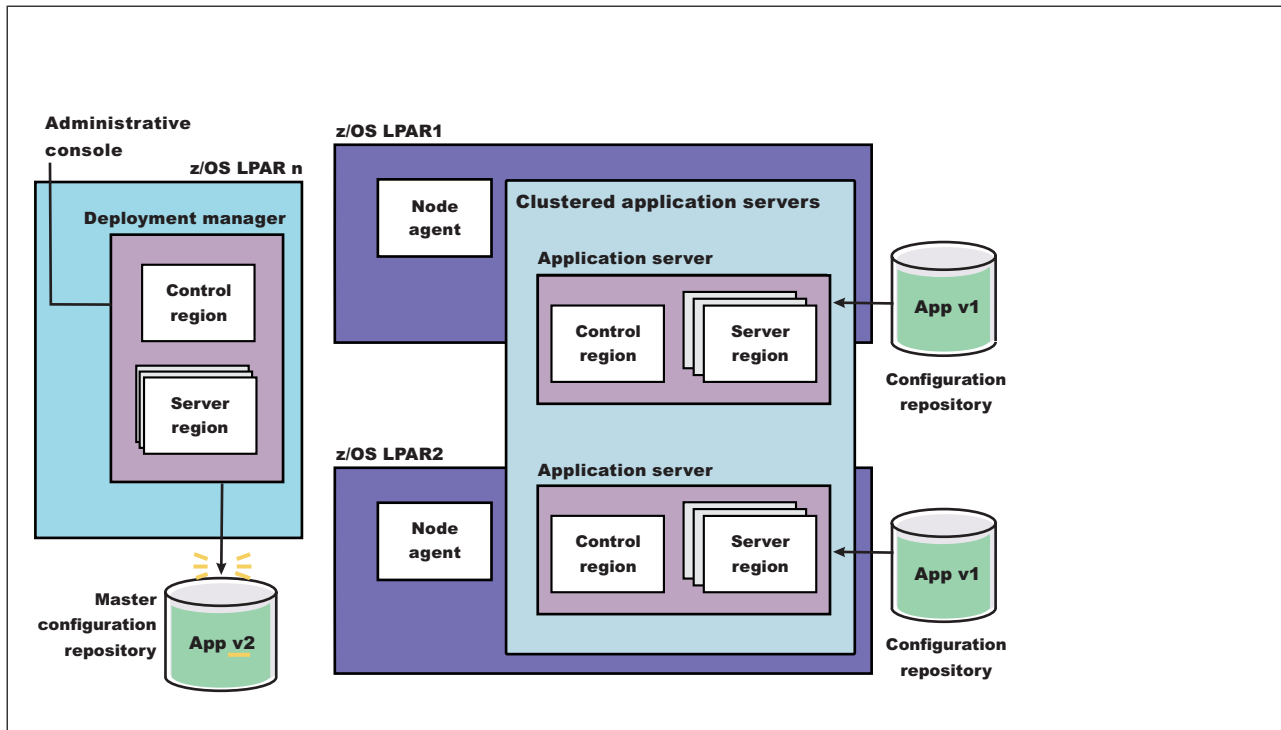 Administrative
console
z/OS LPAR n
Deployment manager
Control
region
Server
region
Master
configuration
repository
App v2
z/OS LPAR1
Node
agent
Clustered application servers
Application server
Control
region
Server
region
App v1
Configuration
repository
z/OS LPAR2
Node
agent
Application server
Control
region
Server
region
App v1
Configuration
repository